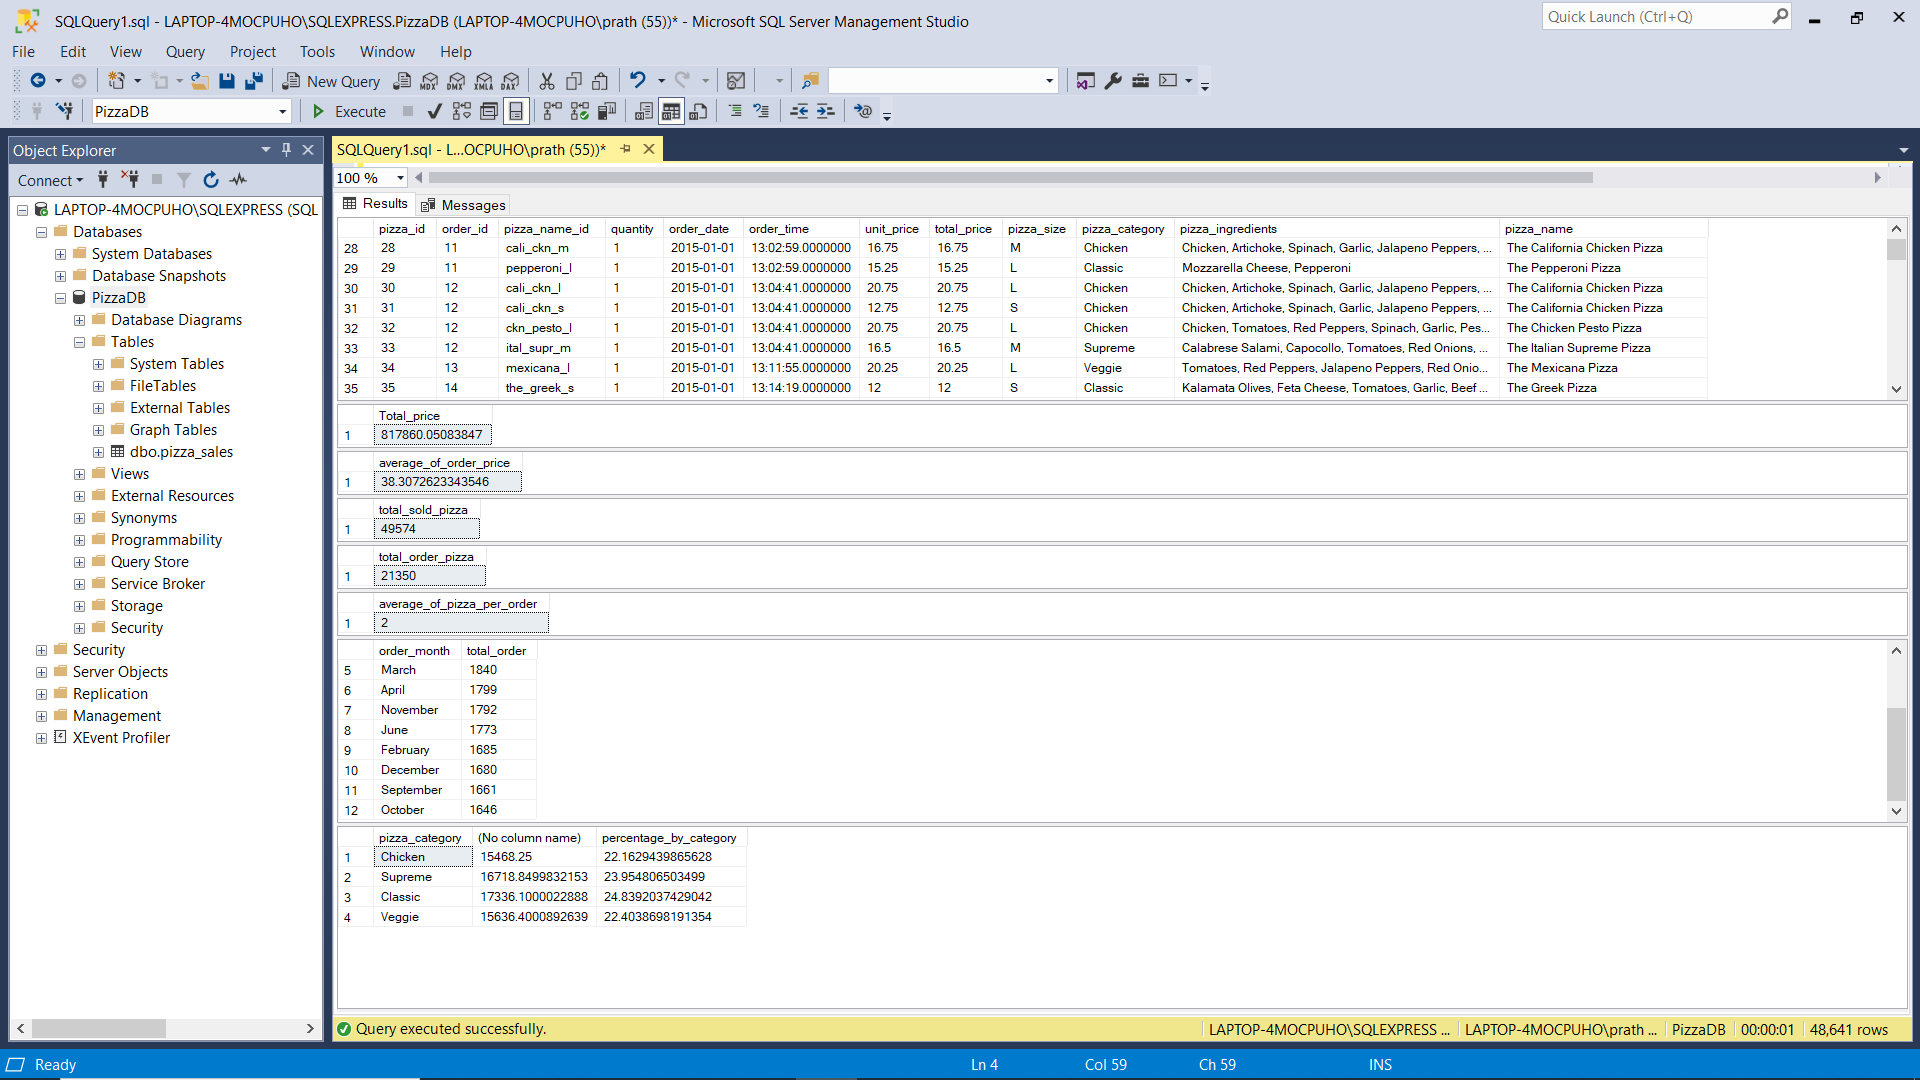 SQLQuery1.sql - LAPTOP-4MOCPUHO\SQLEXPRESS.PizzaDB (LAPTOP-4MOCPUHO\prath (55))* - Microsoft SQL Server Management Studio
Quick Launch (Ctrl+Q)
File Edit View Query Project Tools Window Help
New Query MDX DMX XMLA DAX
PizzaDB Execute
Object Explorer
SQLQuery1.sql - L...OCPUHO\prath (55))*
Connect
100 %
Results Messages
LAPTOP-4MOCPUHO\SQLEXPRESS (SQL
Databases
System Databases
Database Snapshots
PizzaDB
Database Diagrams
Tables
System Tables
FileTables
External Tables
Graph Tables
dbo.pizza_sales
Views
External Resources
Synonyms
Programmability
Query Store
Service Broker
Storage
Security
Security
Server Objects
Replication
Management
XEvent Profiler
pizza_id order_id pizza_name_id quantity order_date order_time unit_price total_price pizza_size pizza_category pizza_ingredients pizza_name
28 28 11 cali_ckn_m 1 2015-01-01 13:02:59.0000000 16.75 16.75 M Chicken Chicken, Artichoke, Spinach, Garlic, Jalapeno Peppers, ... The California Chicken Pizza
29 29 11 pepperoni_l 1 2015-01-01 13:02:59.0000000 15.25 15.25 L Classic Mozzarella Cheese, Pepperoni The Pepperoni Pizza
30 30 12 cali_ckn_l 1 2015-01-01 13:04:41.0000000 20.75 20.75 L Chicken Chicken, Artichoke, Spinach, Garlic, Jalapeno Peppers, ... The California Chicken Pizza
31 31 12 cali_ckn_s 1 2015-01-01 13:04:41.0000000 12.75 12.75 S Chicken Chicken, Artichoke, Spinach, Garlic, Jalapeno Peppers, ... The California Chicken Pizza
32 32 12 ckn_pesto_l 1 2015-01-01 13:04:41.0000000 20.75 20.75 L Chicken Chicken, Tomatoes, Red Peppers, Spinach, Garlic, Pes... The Chicken Pesto Pizza
33 33 12 ital_supr_m 1 2015-01-01 13:04:41.0000000 16.5 16.5 M Supreme Calabrese Salami, Capocollo, Tomatoes, Red Onions, ... The Italian Supreme Pizza
34 34 13 mexicana_l 1 2015-01-01 13:11:55.0000000 20.25 20.25 L Veggie Tomatoes, Red Peppers, Jalapeno Peppers, Red Onio... The Mexicana Pizza
35 35 14 the_greek_s 1 2015-01-01 13:14:19.0000000 12 12 S Classic Kalamata Olives, Feta Cheese, Tomatoes, Garlic, Beef ... The Greek Pizza
Total_price
1 817860.05083847
average_of_order_price
1 38.3072623343546
total_sold_pizza
1 49574
total_order_pizza
1 21350
average_of_pizza_per_order
1 2
order_month total_order
5 March 1840
6 April 1799
7 November 1792
8 June 1773
9 February 1685
10 December 1680
11 September 1661
12 October 1646
pizza_category (No column name) percentage_by_category
1 Chicken 15468.25 22.1629439865628
2 Supreme 16718.8499832153 23.954806503499
3 Classic 17336.1000022888 24.8392037429042
4 Veggie 15636.4000892639 22.4038698191354
Query executed successfully. LAPTOP-4MOCPUHO\SQLEXPRESS ... LAPTOP-4MOCPUHO\prath ... PizzaDB 00:00:01 48,641 rows
Ready Ln 4 Col 59 Ch 59 INS